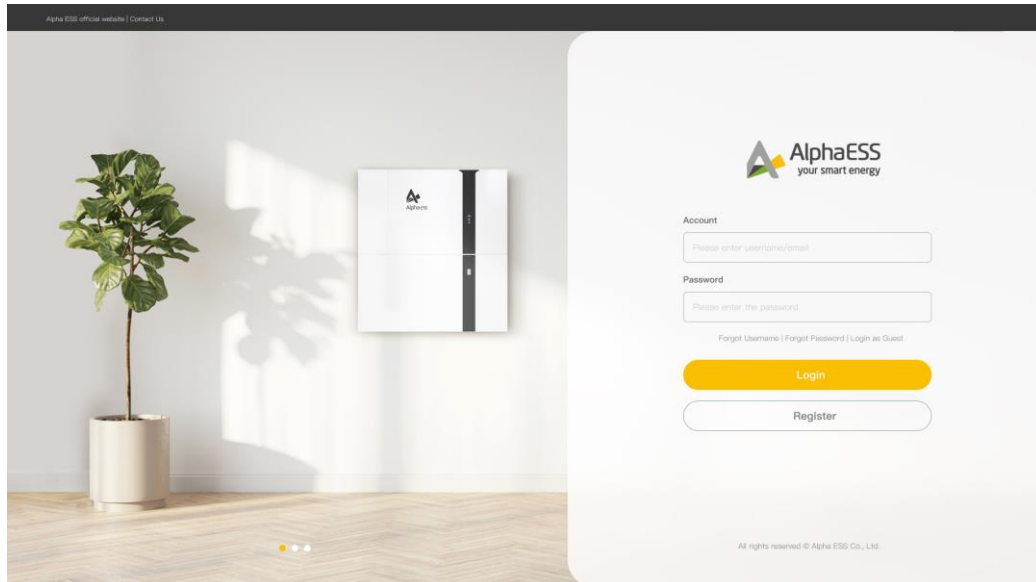 Alpha ESS official website | Contact Us
AlphaESS
AlphaESS
your smart energy
Account
Please enter username/email
Password
Please enter the password
Forgot Username | Forgot Password | Login as Guest
Login
Register
All rights reserved © Alpha ESS Co., Ltd.